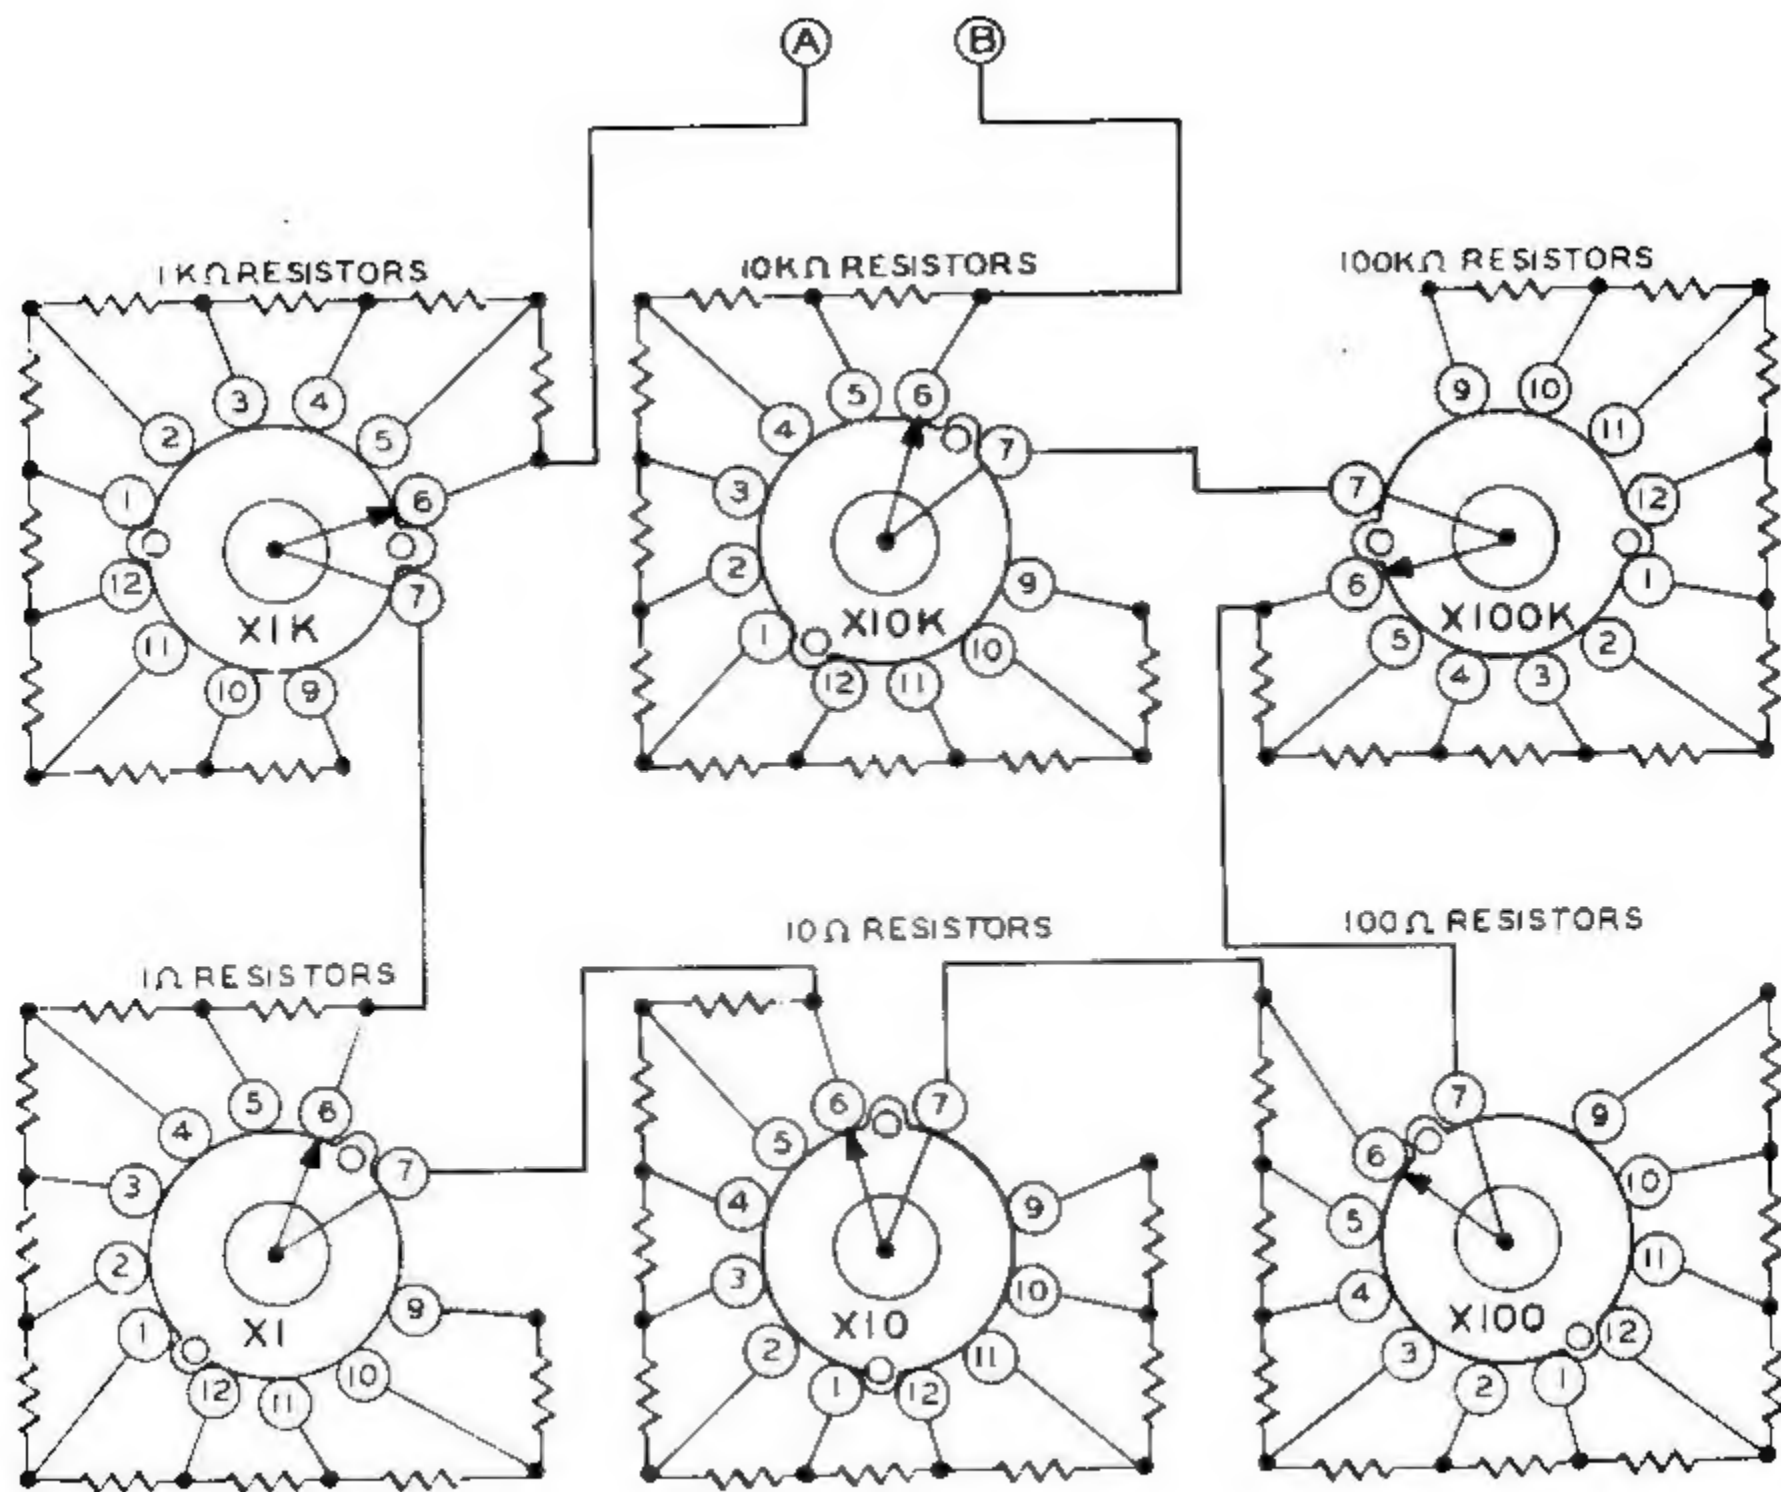 A B
1KΩ RESISTORS
10KΩ RESISTORS
100KΩ RESISTORS
3 4
2 5
1 6
12 7
11
10 9
X1K
5 6
4 7
3
2 9
1 10
12 11
X10K
9 10
11
7 12
6 1
5 2
4 3
X100K
1Ω RESISTORS
10Ω RESISTORS
100Ω RESISTORS
5 6
4 7
3
2
1 9
12 11 10
X1
6 7
5
4 9
3 10
2 11
1 12
X10
7 9
6 10
5
4 11
3 12
2 1
X100